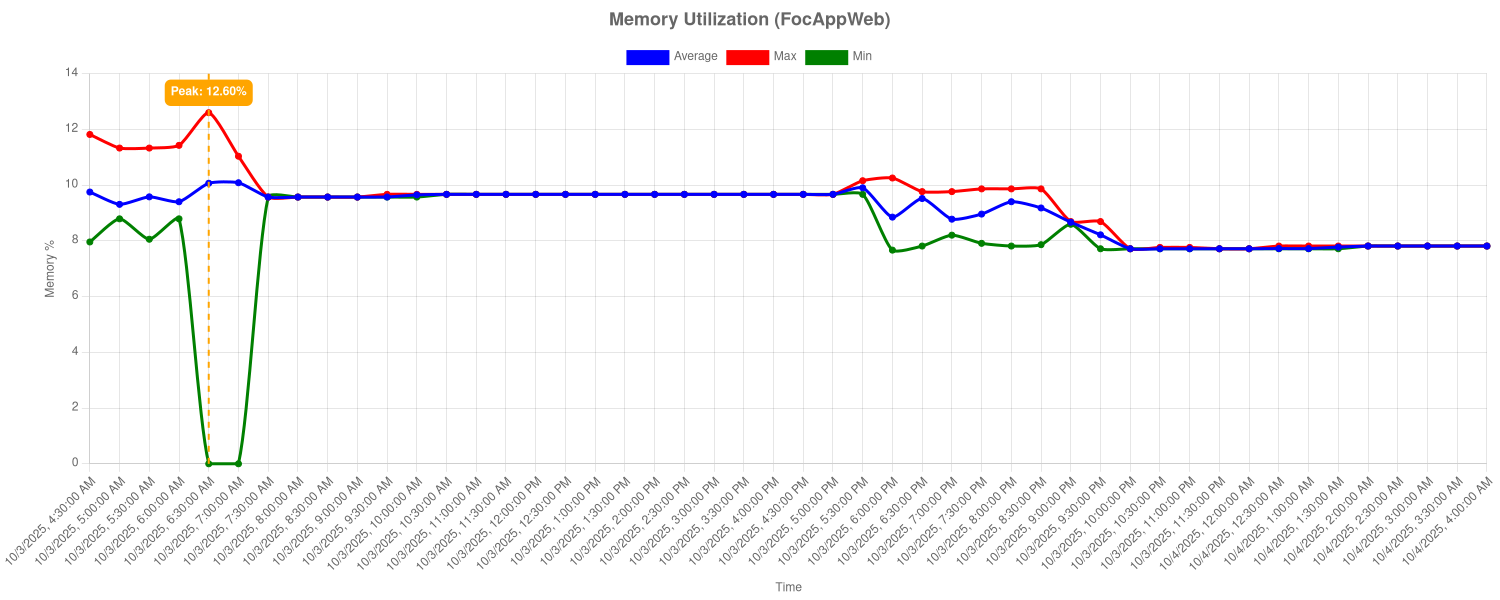 Memory Utilization (FocAppWeb)
Average Max Min
14
Peak: 12.60%
12
10
8
6
4
2
0
Memory %
10/3/2025, 4:30:00 AM
10/3/2025, 5:00:00 AM
10/3/2025, 5:30:00 AM
10/3/2025, 6:00:00 AM
10/3/2025, 6:30:00 AM
10/3/2025, 7:00:00 AM
10/3/2025, 7:30:00 AM
10/3/2025, 8:00:00 AM
10/3/2025, 8:30:00 AM
10/3/2025, 9:00:00 AM
10/3/2025, 9:30:00 AM
10/3/2025, 10:00:00 AM
10/3/2025, 10:30:00 AM
10/3/2025, 11:00:00 AM
10/3/2025, 11:30:00 AM
10/3/2025, 12:00:00 PM
10/3/2025, 12:30:00 PM
10/3/2025, 1:00:00 PM
10/3/2025, 1:30:00 PM
10/3/2025, 2:00:00 PM
10/3/2025, 2:30:00 PM
10/3/2025, 3:00:00 PM
10/3/2025, 3:30:00 PM
10/3/2025, 4:00:00 PM
10/3/2025, 4:30:00 PM
10/3/2025, 5:00:00 PM
10/3/2025, 5:30:00 PM
10/3/2025, 6:00:00 PM
10/3/2025, 6:30:00 PM
10/3/2025, 7:00:00 PM
10/3/2025, 7:30:00 PM
10/3/2025, 8:00:00 PM
10/3/2025, 8:30:00 PM
10/3/2025, 9:00:00 PM
10/3/2025, 9:30:00 PM
10/3/2025, 10:00:00 PM
10/3/2025, 10:30:00 PM
10/3/2025, 11:00:00 PM
10/3/2025, 11:30:00 PM
10/4/2025, 12:00:00 AM
10/4/2025, 12:30:00 AM
10/4/2025, 1:00:00 AM
10/4/2025, 1:30:00 AM
10/4/2025, 2:00:00 AM
10/4/2025, 2:30:00 AM
10/4/2025, 3:00:00 AM
10/4/2025, 3:30:00 AM
10/4/2025, 4:00:00 AM
Time